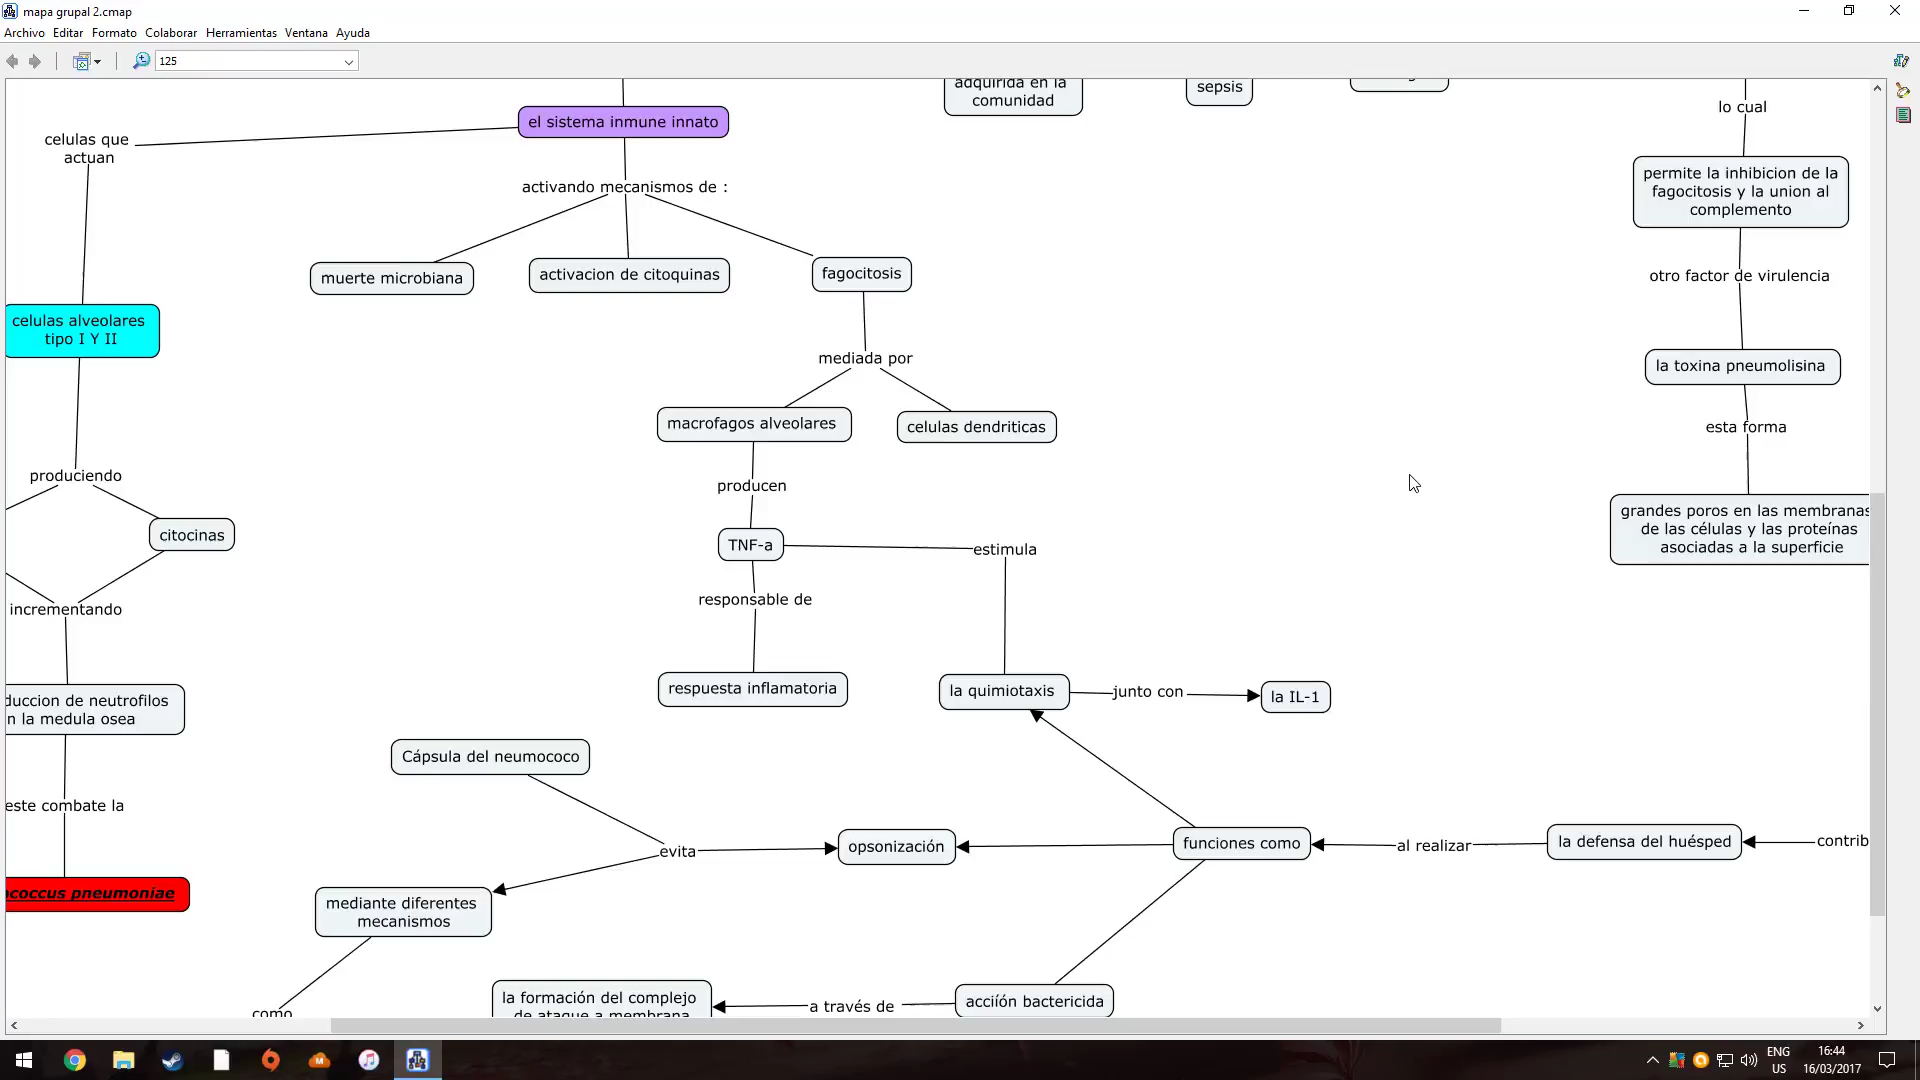 mapa grupal 2.cmap
Archivo Editar Formato Colaborar Herramientas Ventana Ayuda
125
adquirida en la
comunidad
sepsis
lo cual
el sistema inmune innato
celulas que
actuan
activando mecanismos de :
permite la inhibicion de la
fagocitosis y la union al
complemento
muerte microbiana
activacion de citoquinas
fagocitosis
otro factor de virulencia
celulas alveolares
tipo I Y II
mediada por
la toxina pneumolisina
macrofagos alveolares
celulas dendriticas
esta forma
produciendo
producen
grandes poros en las membranas
de las células y las proteínas
asociadas a la superficie
citocinas
TNF-a
estimula
incrementando
responsable de
duccion de neutrofilos
n la medula osea
respuesta inflamatoria
la quimiotaxis
junto con
la IL-1
Cápsula del neumococo
este combate la
evita
opsonización
funciones como
al realizar
la defensa del huésped
contrib
ococcus pneumoniae
mediante diferentes
mecanismos
como
la formación del complejo
de ataque a membrana
a través de
acciíón bactericida
ENG
US
16:44
16/03/2017